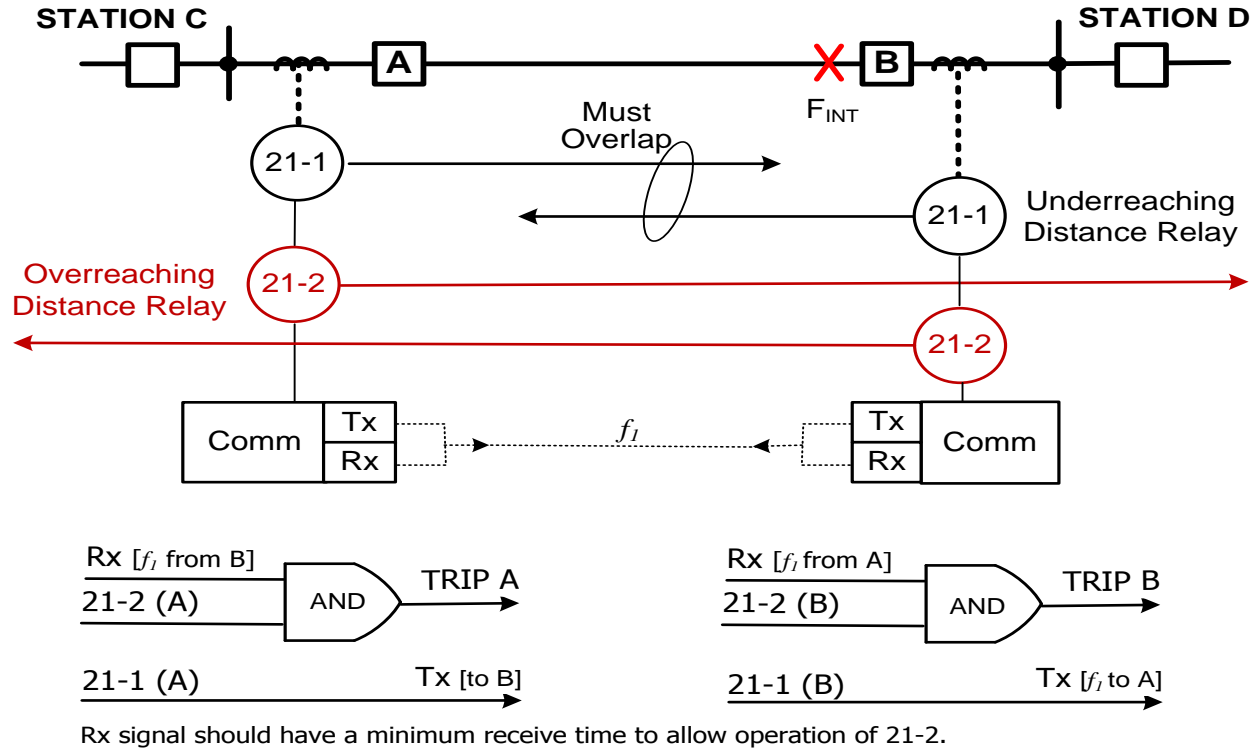 STATION C
STATION D
A
B
F_INT
Must
Overlap
21-1
21-1
Underreaching
Distance Relay
Overreaching
Distance Relay
21-2
21-2
Comm
Tx
Rx
f1
Tx
Rx
Comm
Rx [f1 from B]
21-2 (A)
AND
TRIP A
21-1 (A)
Tx [to B]
Rx [f1 from A]
21-2 (B)
AND
TRIP B
21-1 (B)
Tx [f1 to A]
Rx signal should have a minimum receive time to allow operation of 21-2.